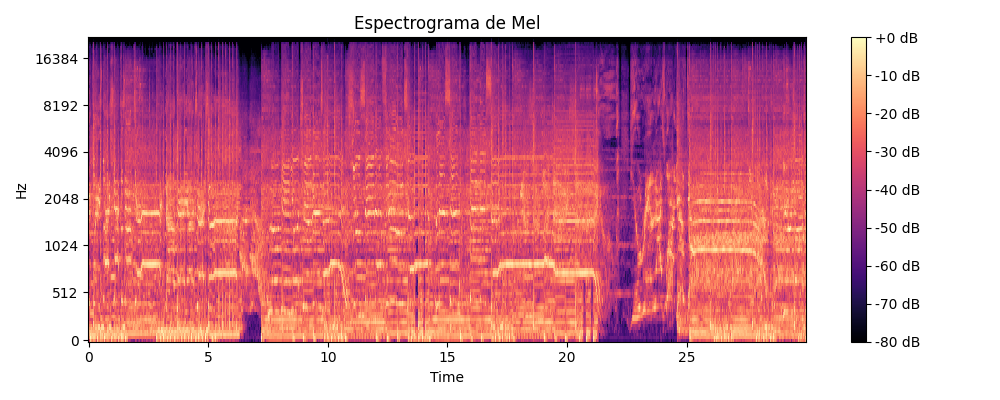 Espectrograma de Mel
Hz
16384
8192
4096
2048
1024
512
0
0 5 10 15 20 25
Time
+0 dB
-10 dB
-20 dB
-30 dB
-40 dB
-50 dB
-60 dB
-70 dB
-80 dB